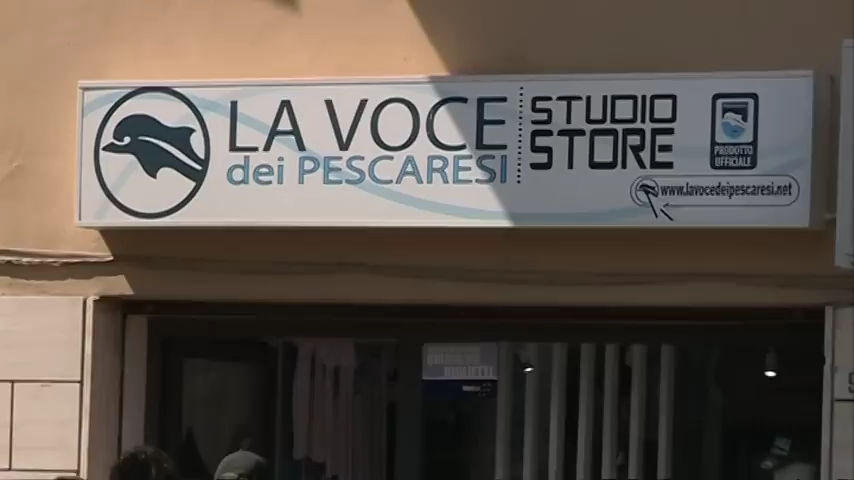 LA VOCE
dei PESCARESI
STUDIO
STORE
PRODOTTO
UFFICIALE
www.lavocedeipescaresi.net